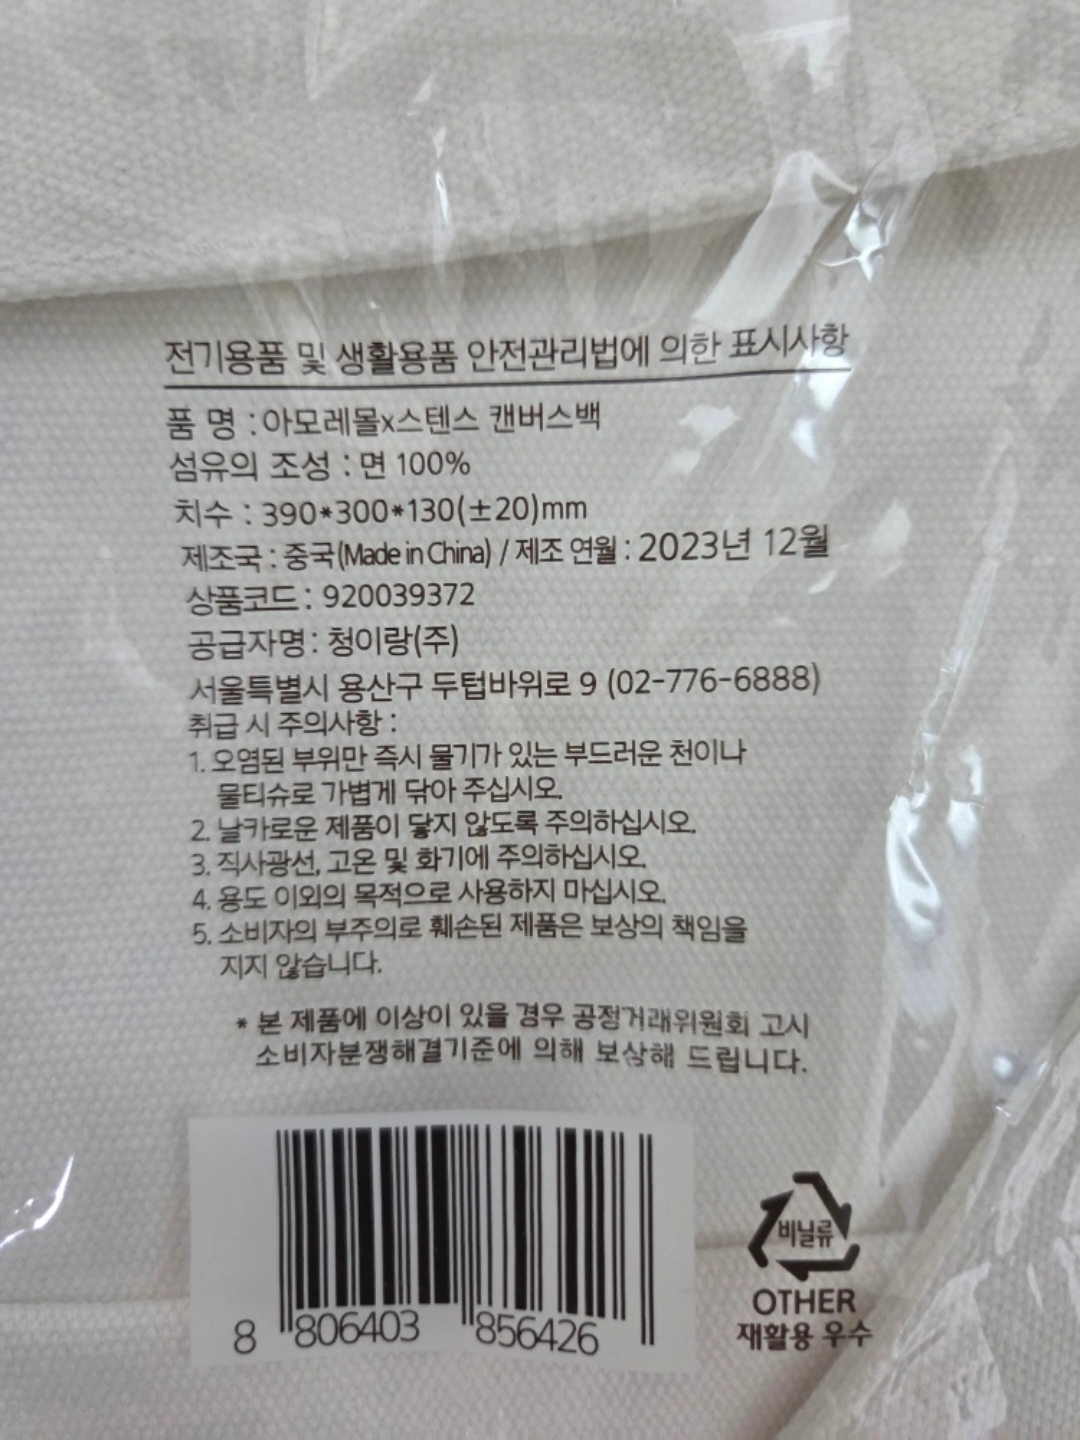 전기용품 및 생활용품 안전관리법에 의한 표시사항
품 명 : 아모레몰x스텐스 캔버스백
섬유의 조성 : 면 100%
치수 : 390*300*130(±20)mm
제조국 : 중국(Made in China) / 제조 연월 : 2023년 12월
상품코드 : 920039372
공급자명 : 청이랑(주)
서울특별시 용산구 두텁바위로 9 (02-776-6888)
취급 시 주의사항 :
1. 오염된 부위만 즉시 물기가 있는 부드러운 천이나
물티슈로 가볍게 닦아 주십시오.
2. 날카로운 제품이 닿지 않도록 주의하십시오.
3. 직사광선, 고온 및 화기에 주의하십시오.
4. 용도 이외의 목적으로 사용하지 마십시오.
5. 소비자의 부주의로 훼손된 제품은 보상의 책임을
지지 않습니다.
* 본 제품에 이상이 있을 경우 공정거래위원회 고시
소비자분쟁해결기준에 의해 보상해 드립니다.
8 806403 856426
비닐류
OTHER
재활용 우수